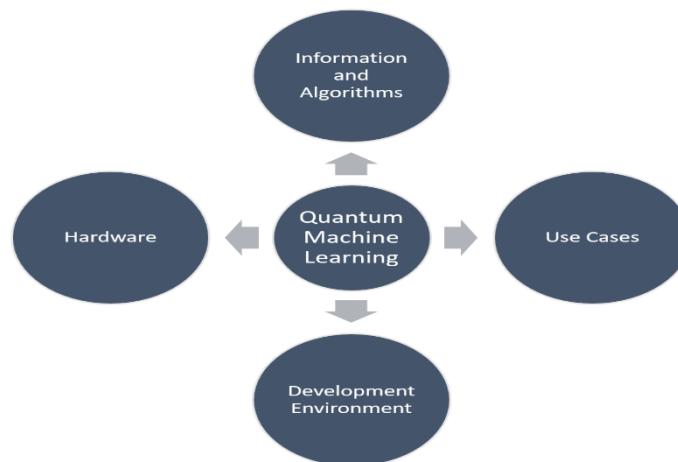 Information
and
Algorithms
Hardware
Quantum
Machine
Learning
Use Cases
Development
Environment